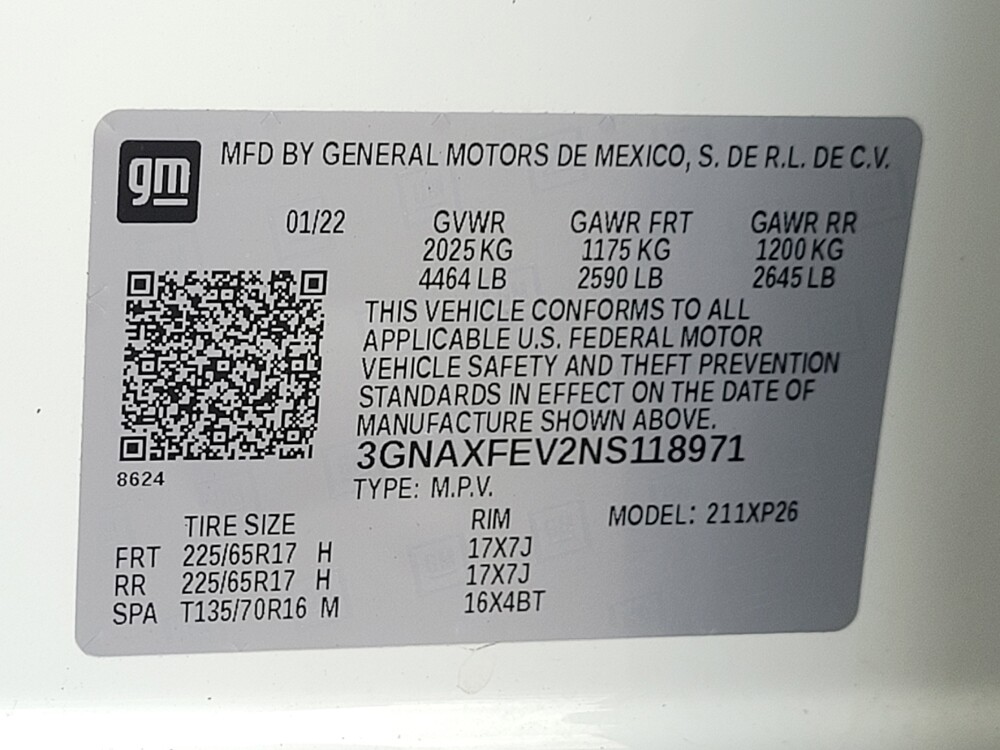 gm
MFD BY GENERAL MOTORS DE MEXICO, S. DE R.L. DE C.V.
01/22 GVWR GAWR FRT GAWR RR
2025 KG 1175 KG 1200 KG
4464 LB 2590 LB 2645 LB
THIS VEHICLE CONFORMS TO ALL
APPLICABLE U.S. FEDERAL MOTOR
VEHICLE SAFETY AND THEFT PREVENTION
STANDARDS IN EFFECT ON THE DATE OF
MANUFACTURE SHOWN ABOVE.
3GNAXFEV2NS118971
8624
TYPE: M.P.V.
TIRE SIZE RIM MODEL: 211XP26
FRT 225/65R17 H 17X7J
RR 225/65R17 H 17X7J
SPA T135/70R16 M 16X4BT